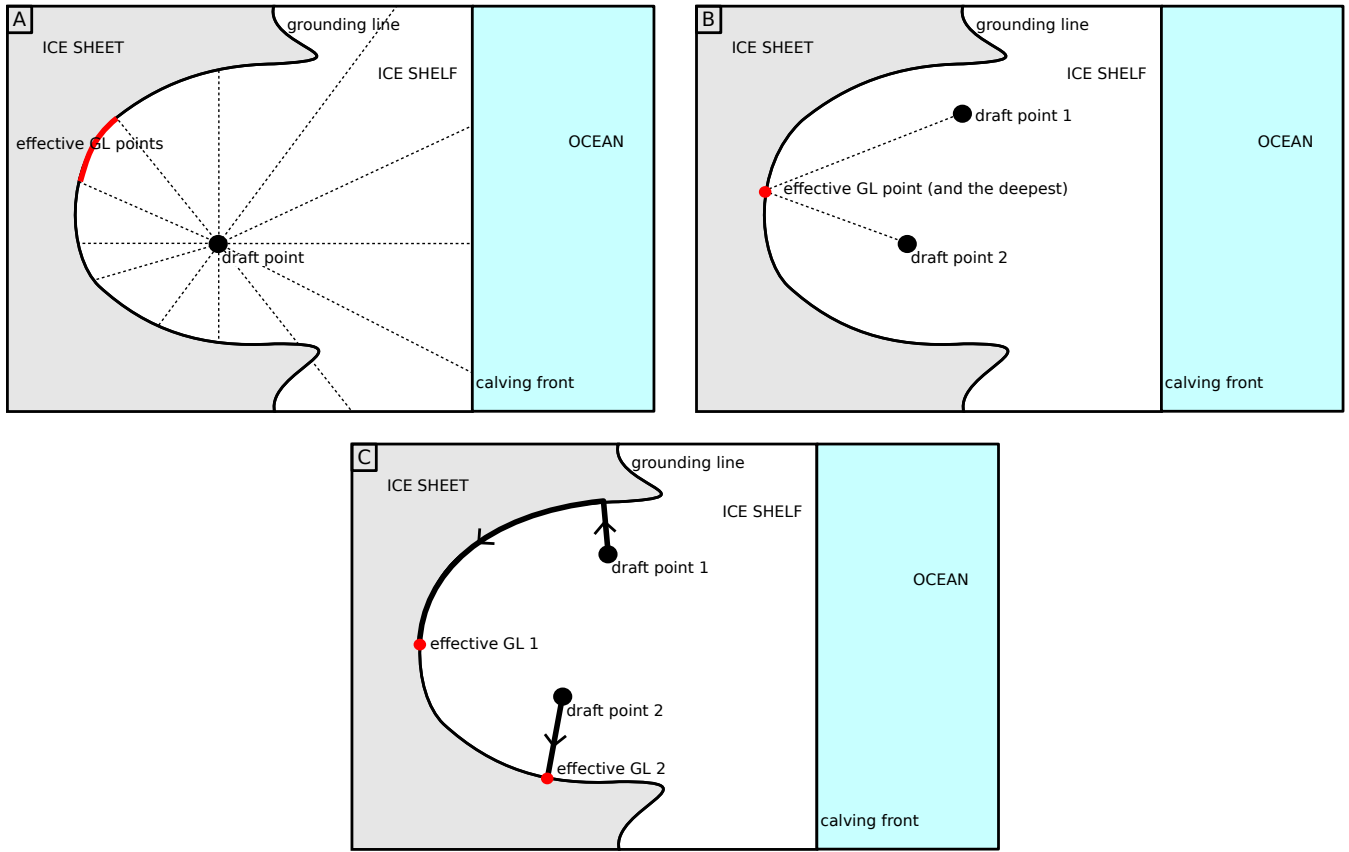 A
grounding line
ICE SHEET
ICE SHELF
effective GL points
OCEAN
draft point
calving front
B
grounding line
ICE SHEET
ICE SHELF
draft point 1
OCEAN
effective GL point (and the deepest)
draft point 2
calving front
C
grounding line
ICE SHEET
ICE SHELF
draft point 1
OCEAN
effective GL 1
draft point 2
effective GL 2
calving front